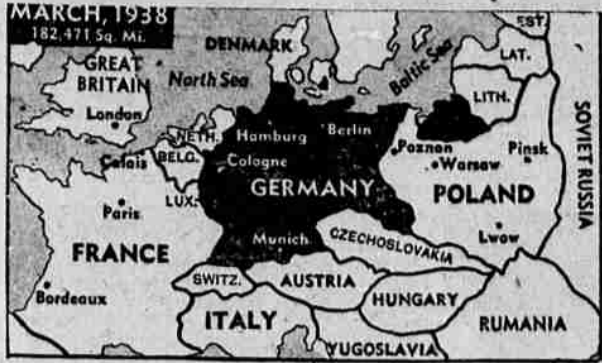 MARCH, 1938
182,471 Sq. Mi.
GREAT
BRITAIN
London
North Sea
DENMARK
Baltic Sea
EST.
LAT.
LITH.
SOVIET RUSSIA
NETH.
Hamburg
Berlin
Calais
BELG.
Cologne
Poznon
Warsaw
Pinsk
LUX.
GERMANY
POLAND
Paris
FRANCE
Munich
CZECHOSLOVAKIA
Lwow
SWITZ.
AUSTRIA
HUNGARY
Bordeaux
ITALY
YUGOSLAVIA
RUMANIA